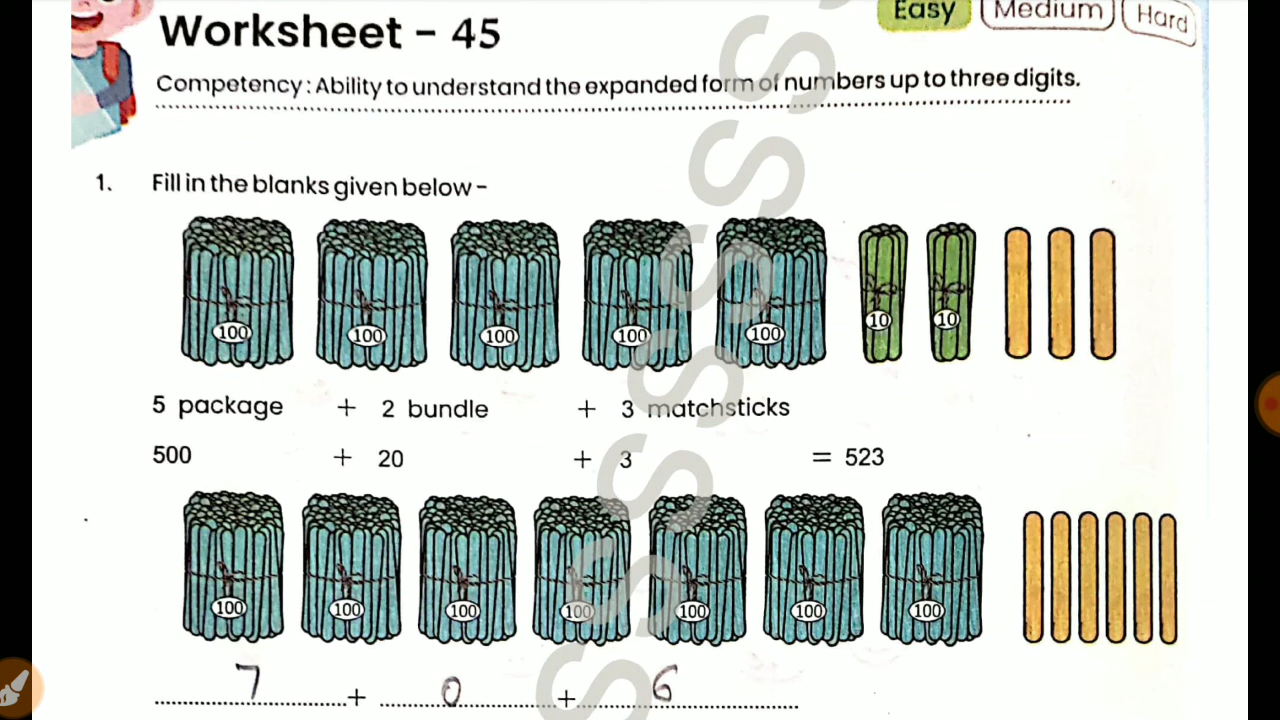 Easy Medium Hard
Worksheet - 45
Competency : Ability to understand the expanded form of numbers up to three digits.
1. Fill in the blanks given below -
100 100 100 100 100 10 10
5 package + 2 bundle + 3 matchsticks
500 + 20 + 3 = 523
100 100 100 100 100 100 100
7 + 0 + 6
SSSSSSS